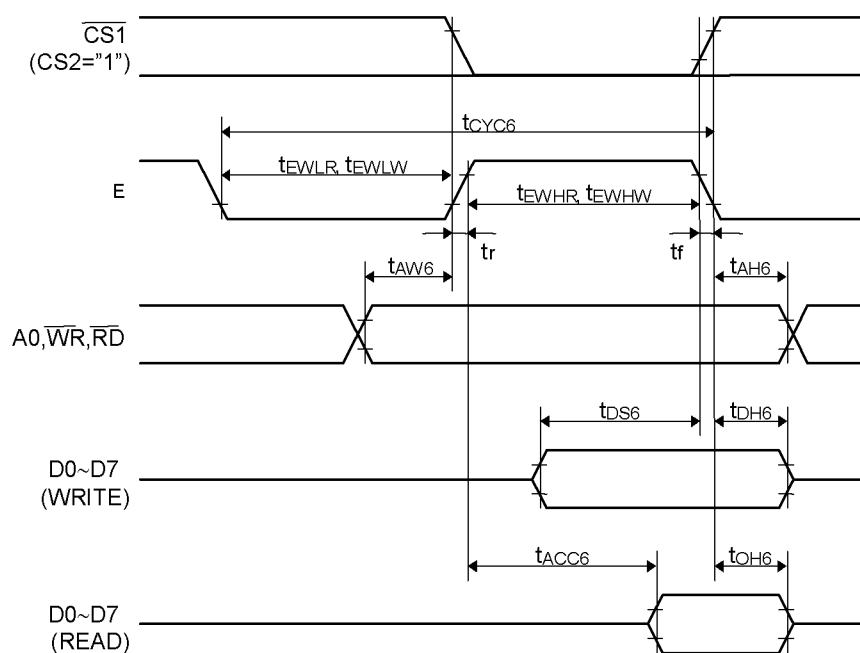 CS1
(CS2="1")
tCYC6
E
tEWLR, tEWLW
tEWHR, tEWHW
tr
tf
tAW6
tAH6
A0,WR,RD
tDS6
tDH6
D0~D7
(WRITE)
tACC6
tOH6
D0~D7
(READ)